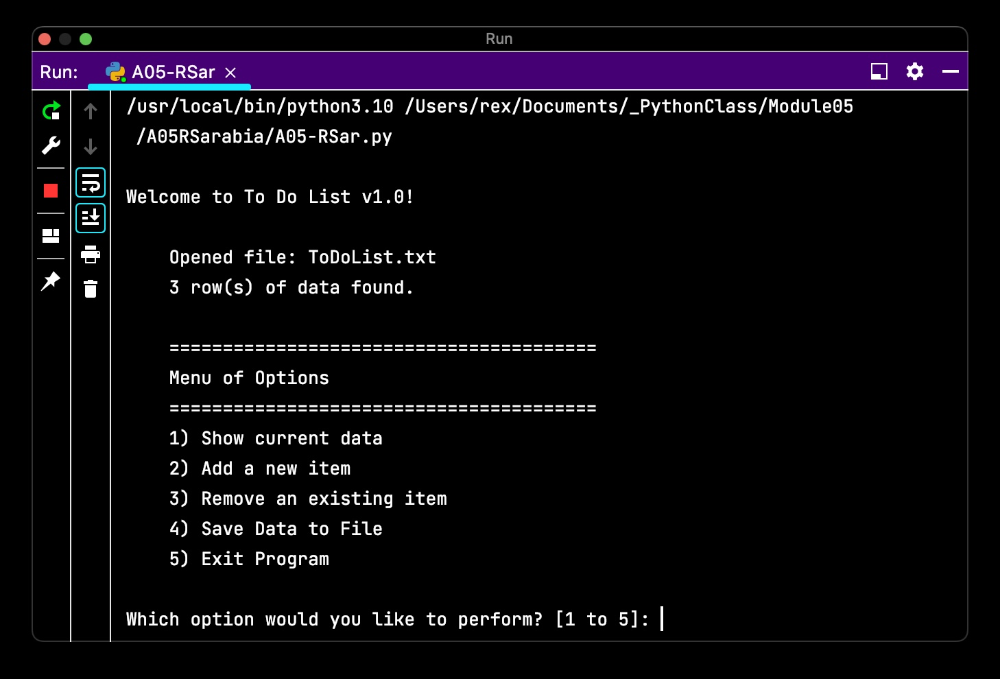 Run
Run: A05-RSar
/usr/local/bin/python3.10 /Users/rex/Documents/_PythonClass/Module05
/A05RSarabia/A05-RSar.py
Welcome to To Do List v1.0!
Opened file: ToDoList.txt
3 row(s) of data found.
========================================
Menu of Options
========================================
1) Show current data
2) Add a new item
3) Remove an existing item
4) Save Data to File
5) Exit Program
Which option would you like to perform? [1 to 5]: